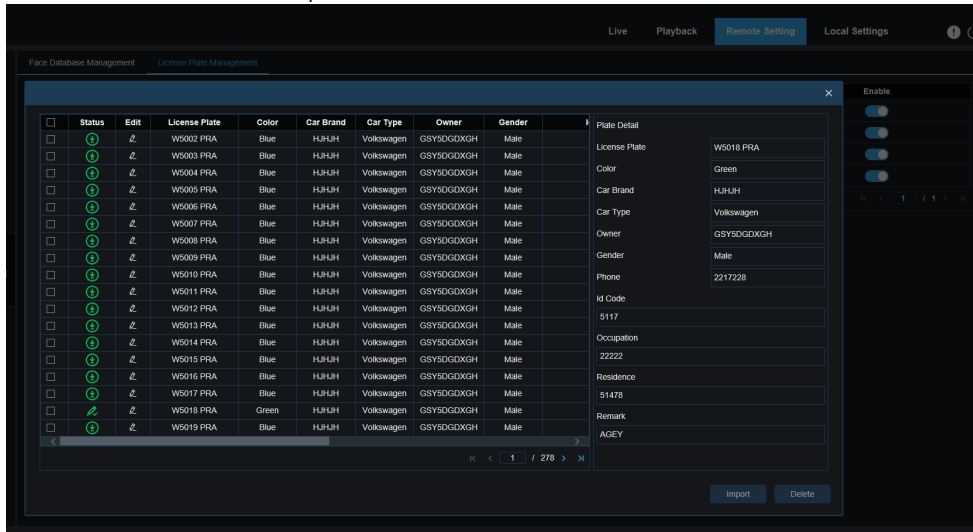 Live Playback Remote Setting Local Settings
Face Database Management License Plate Management
Enable
Status Edit License Plate Color Car Brand Car Type Owner Gender
W5002 PRA Blue HJHJH Volkswagen GSY5DGDXGH Male
W5003 PRA Blue HJHJH Volkswagen GSY5DGDXGH Male
W5004 PRA Blue HJHJH Volkswagen GSY5DGDXGH Male
W5005 PRA Blue HJHJH Volkswagen GSY5DGDXGH Male
W5006 PRA Blue HJHJH Volkswagen GSY5DGDXGH Male
W5007 PRA Blue HJHJH Volkswagen GSY5DGDXGH Male
W5008 PRA Blue HJHJH Volkswagen GSY5DGDXGH Male
W5009 PRA Blue HJHJH Volkswagen GSY5DGDXGH Male
W5010 PRA Blue HJHJH Volkswagen GSY5DGDXGH Male
W5011 PRA Blue HJHJH Volkswagen GSY5DGDXGH Male
W5012 PRA Blue HJHJH Volkswagen GSY5DGDXGH Male
W5013 PRA Blue HJHJH Volkswagen GSY5DGDXGH Male
W5014 PRA Blue HJHJH Volkswagen GSY5DGDXGH Male
W5015 PRA Blue HJHJH Volkswagen GSY5DGDXGH Male
W5016 PRA Blue HJHJH Volkswagen GSY5DGDXGH Male
W5017 PRA Blue HJHJH Volkswagen GSY5DGDXGH Male
W5018 PRA Green HJHJH Volkswagen GSY5DGDXGH Male
W5019 PRA Blue HJHJH Volkswagen GSY5DGDXGH Male
1 / 278
Plate Detail
License Plate W5018 PRA
Color Green
Car Brand HJHJH
Car Type Volkswagen
Owner GSY5DGDXGH
Gender Male
Phone 2217228
Id Code
5117
Occupation
22222
Residence
51478
Remark
AGEY
1 / 1
Import Delete